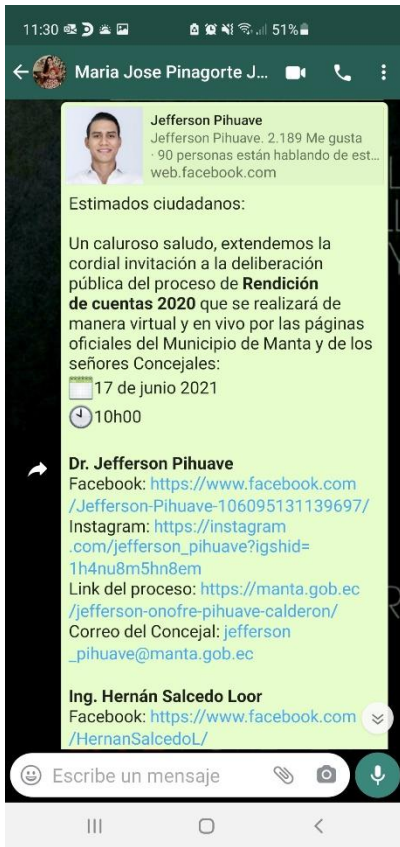 11:30 51%
Maria Jose Pinagorte J...
Jefferson Pihuave
Jefferson Pihuave. 2.189 Me gusta
· 90 personas están hablando de est...
web.facebook.com
Estimados ciudadanos:
Un caluroso saludo, extendemos la
cordial invitación a la deliberación
pública del proceso de Rendición
de cuentas 2020 que se realizará de
manera virtual y en vivo por las páginas
oficiales del Municipio de Manta y de los
señores Concejales:
17 de junio 2021
10h00
Dr. Jefferson Pihuave
Facebook: https://www.facebook.com
/Jefferson-Pihuave-106095131139697/
Instagram: https://instagram
.com/jefferson_pihuave?igshid=
1h4nu8m5hn8em
Link del proceso: https://manta.gob.ec
/jefferson-onofre-pihuave-calderon/
Correo del Concejal: jefferson
_pihuave@manta.gob.ec
Ing. Hernán Salcedo Loor
Facebook: https://www.facebook.com
/HernanSalcedoL/
Escribe un mensaje